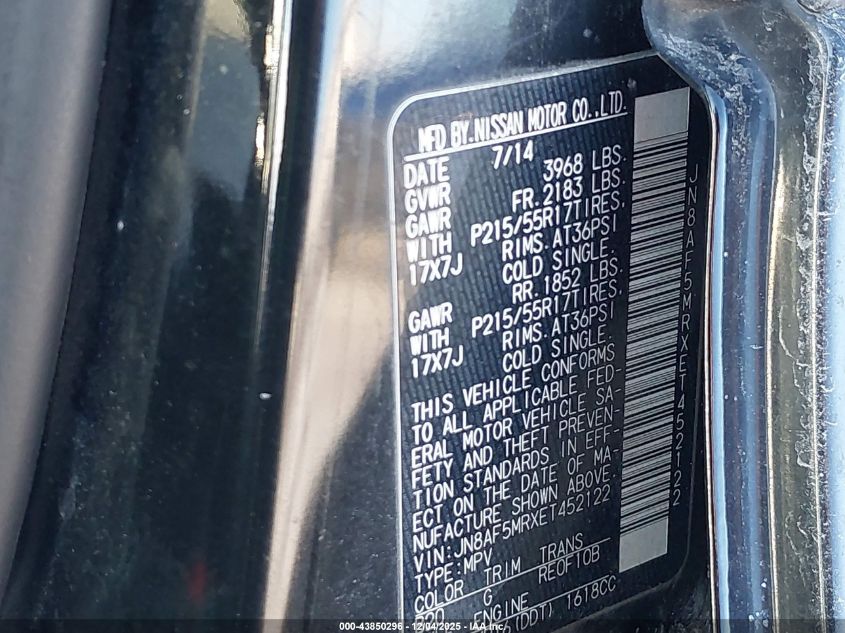 MFD BY.NISSAN MOTOR CO.,LTD.
DATE 7/14
GVWR 3968 LBS.
GAWR FR.2183 LBS.
WITH P215/55R17TIRES.
17X7J RIMS.AT36PSI
COLD SINGLE.
GAWR RR.1852 LBS.
WITH P215/55R17TIRES.
17X7J RIMS.AT36PSI
COLD SINGLE.
THIS VEHICLE CONFORMS
TO ALL APPLICABLE FED-
ERAL MOTOR VEHICLE SA-
FETY AND THEFT PREVEN-
TION STANDARDS IN EFF-
ECT ON THE DATE OF MA-
NUFACTURE SHOWN ABOVE.
VIN:JN8AF5MRXET452122
TYPE:MPV
COLOR TRIM TRANS
G RE0F10B
ENGINE
(DDT) 1618CC
JN8AF5MRXET452122
000-43850296 - 12/04/2025 - IAA Inc.